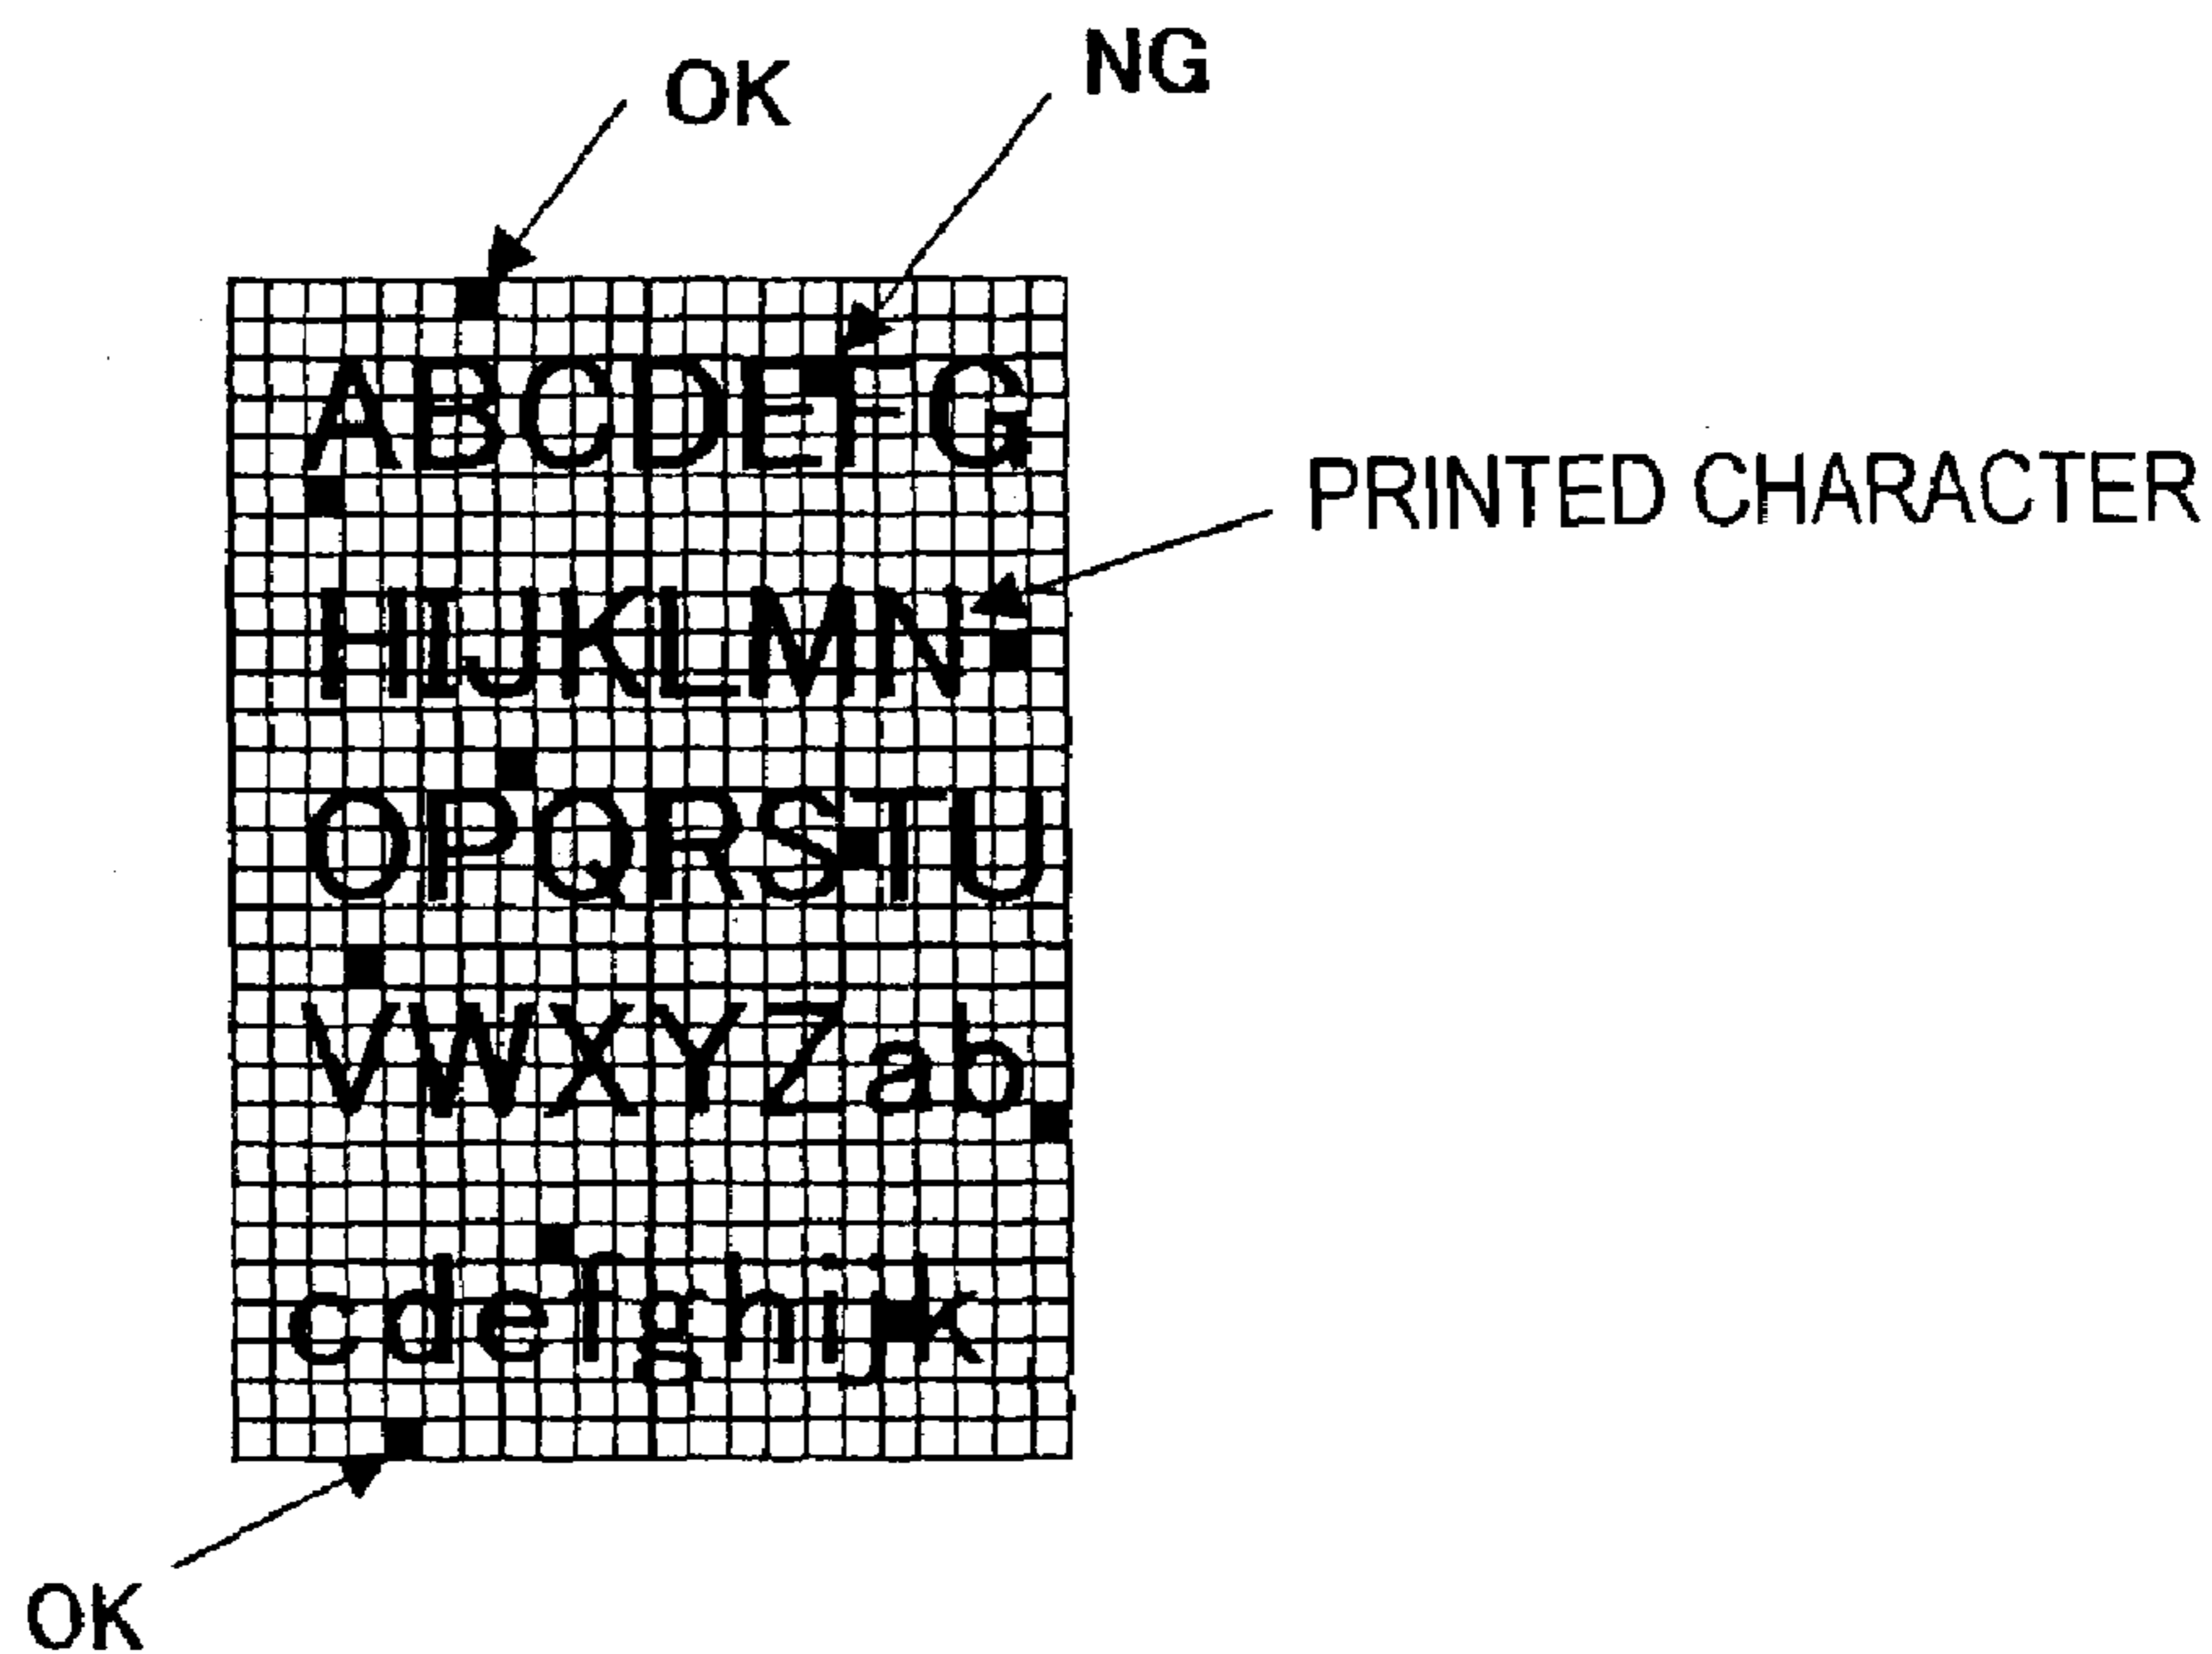 NG
OK
ABCDEFG
PRINTED CHARACTER
HIJKLMN
OPQRSTU
VWXYZab
cdefghijk
OK